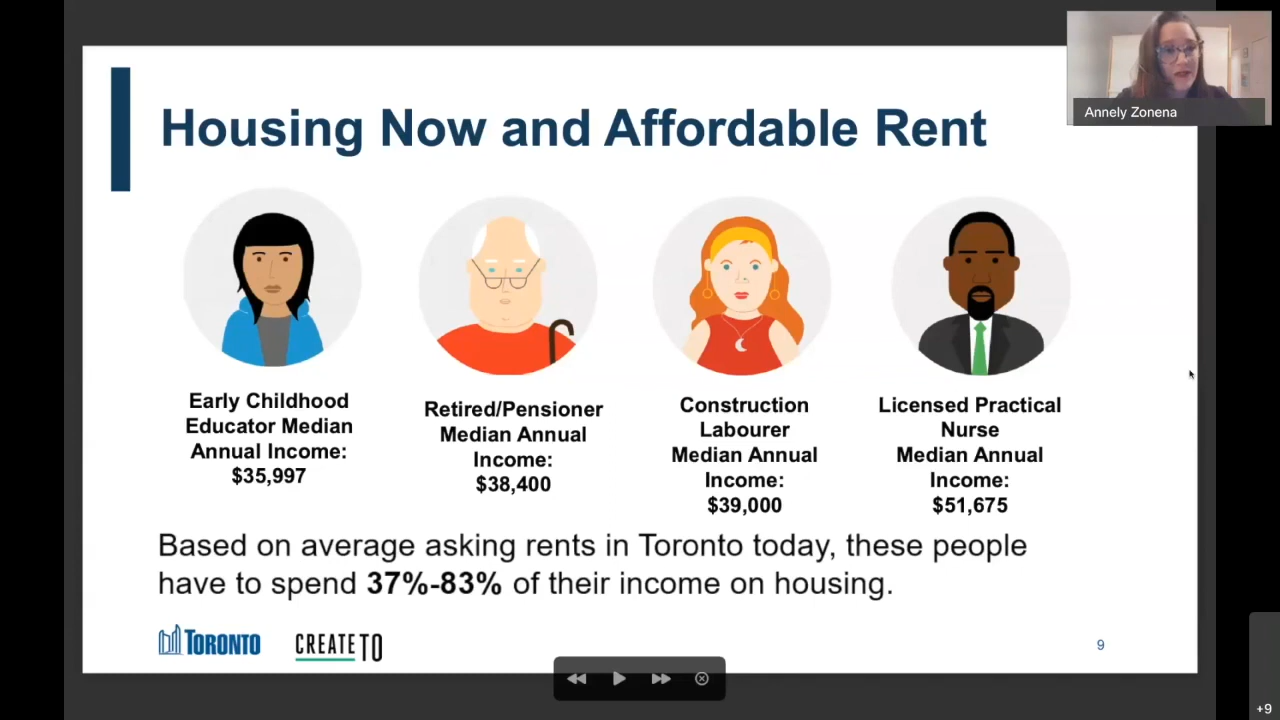 Annely Zonena
Housing Now and Affordable Rent
Early Childhood
Educator Median
Annual Income:
$35,997
Retired/Pensioner
Median Annual
Income:
$38,400
Construction
Labourer
Median Annual
Income:
$39,000
Licensed Practical
Nurse
Median Annual
Income:
$51,675
Based on average asking rents in Toronto today, these people
have to spend 37%-83% of their income on housing.
TORONTO
CREATE TO
9
+9